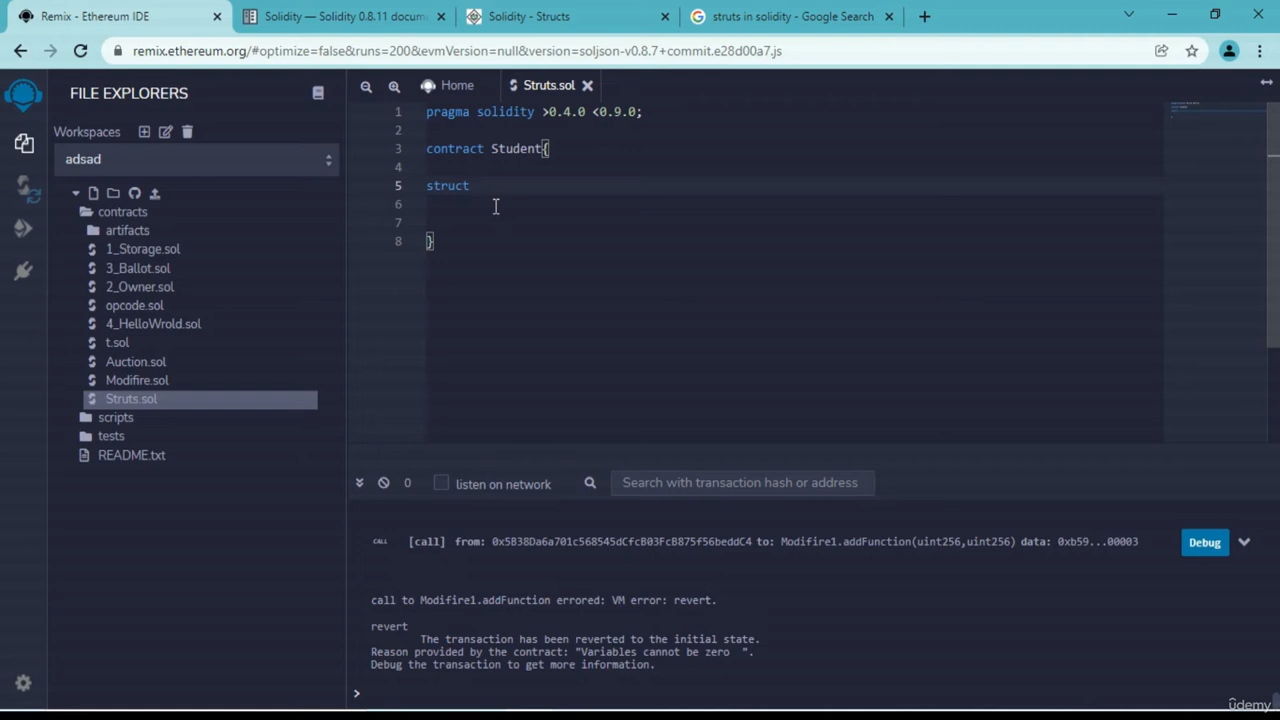 Remix - Ethereum IDE
Solidity — Solidity 0.8.11 docum
Solidity - Structs
structs in solidity - Google Search
remix.ethereum.org/#optimize=false&runs=200&evmVersion=null&version=soljson-v0.8.7+commit.e28d00a7.js
FILE EXPLORERS
Home
Struts.sol
Workspaces
adsad
contracts
artifacts
1_Storage.sol
3_Ballot.sol
2_Owner.sol
opcode.sol
4_HelloWrold.sol
t.sol
Auction.sol
Modifire.sol
Struts.sol
scripts
tests
README.txt
1 pragma solidity >0.4.0 <0.9.0;
2
3 contract Student{
4
5 struct
6
7
8 }
0
listen on network
Search with transaction hash or address
CALL [call] from: 0x5B38Da6a701c568545dCfcB03FcB875f56beddC4 to: Modifire1.addFunction(uint256,uint256) data: 0xb59...00003
Debug
call to Modifire1.addFunction errored: VM error: revert.
revert
The transaction has been reverted to the initial state.
Reason provided by the contract: "Variables cannot be zero  ".
Debug the transaction to get more information.
>
ûdemy